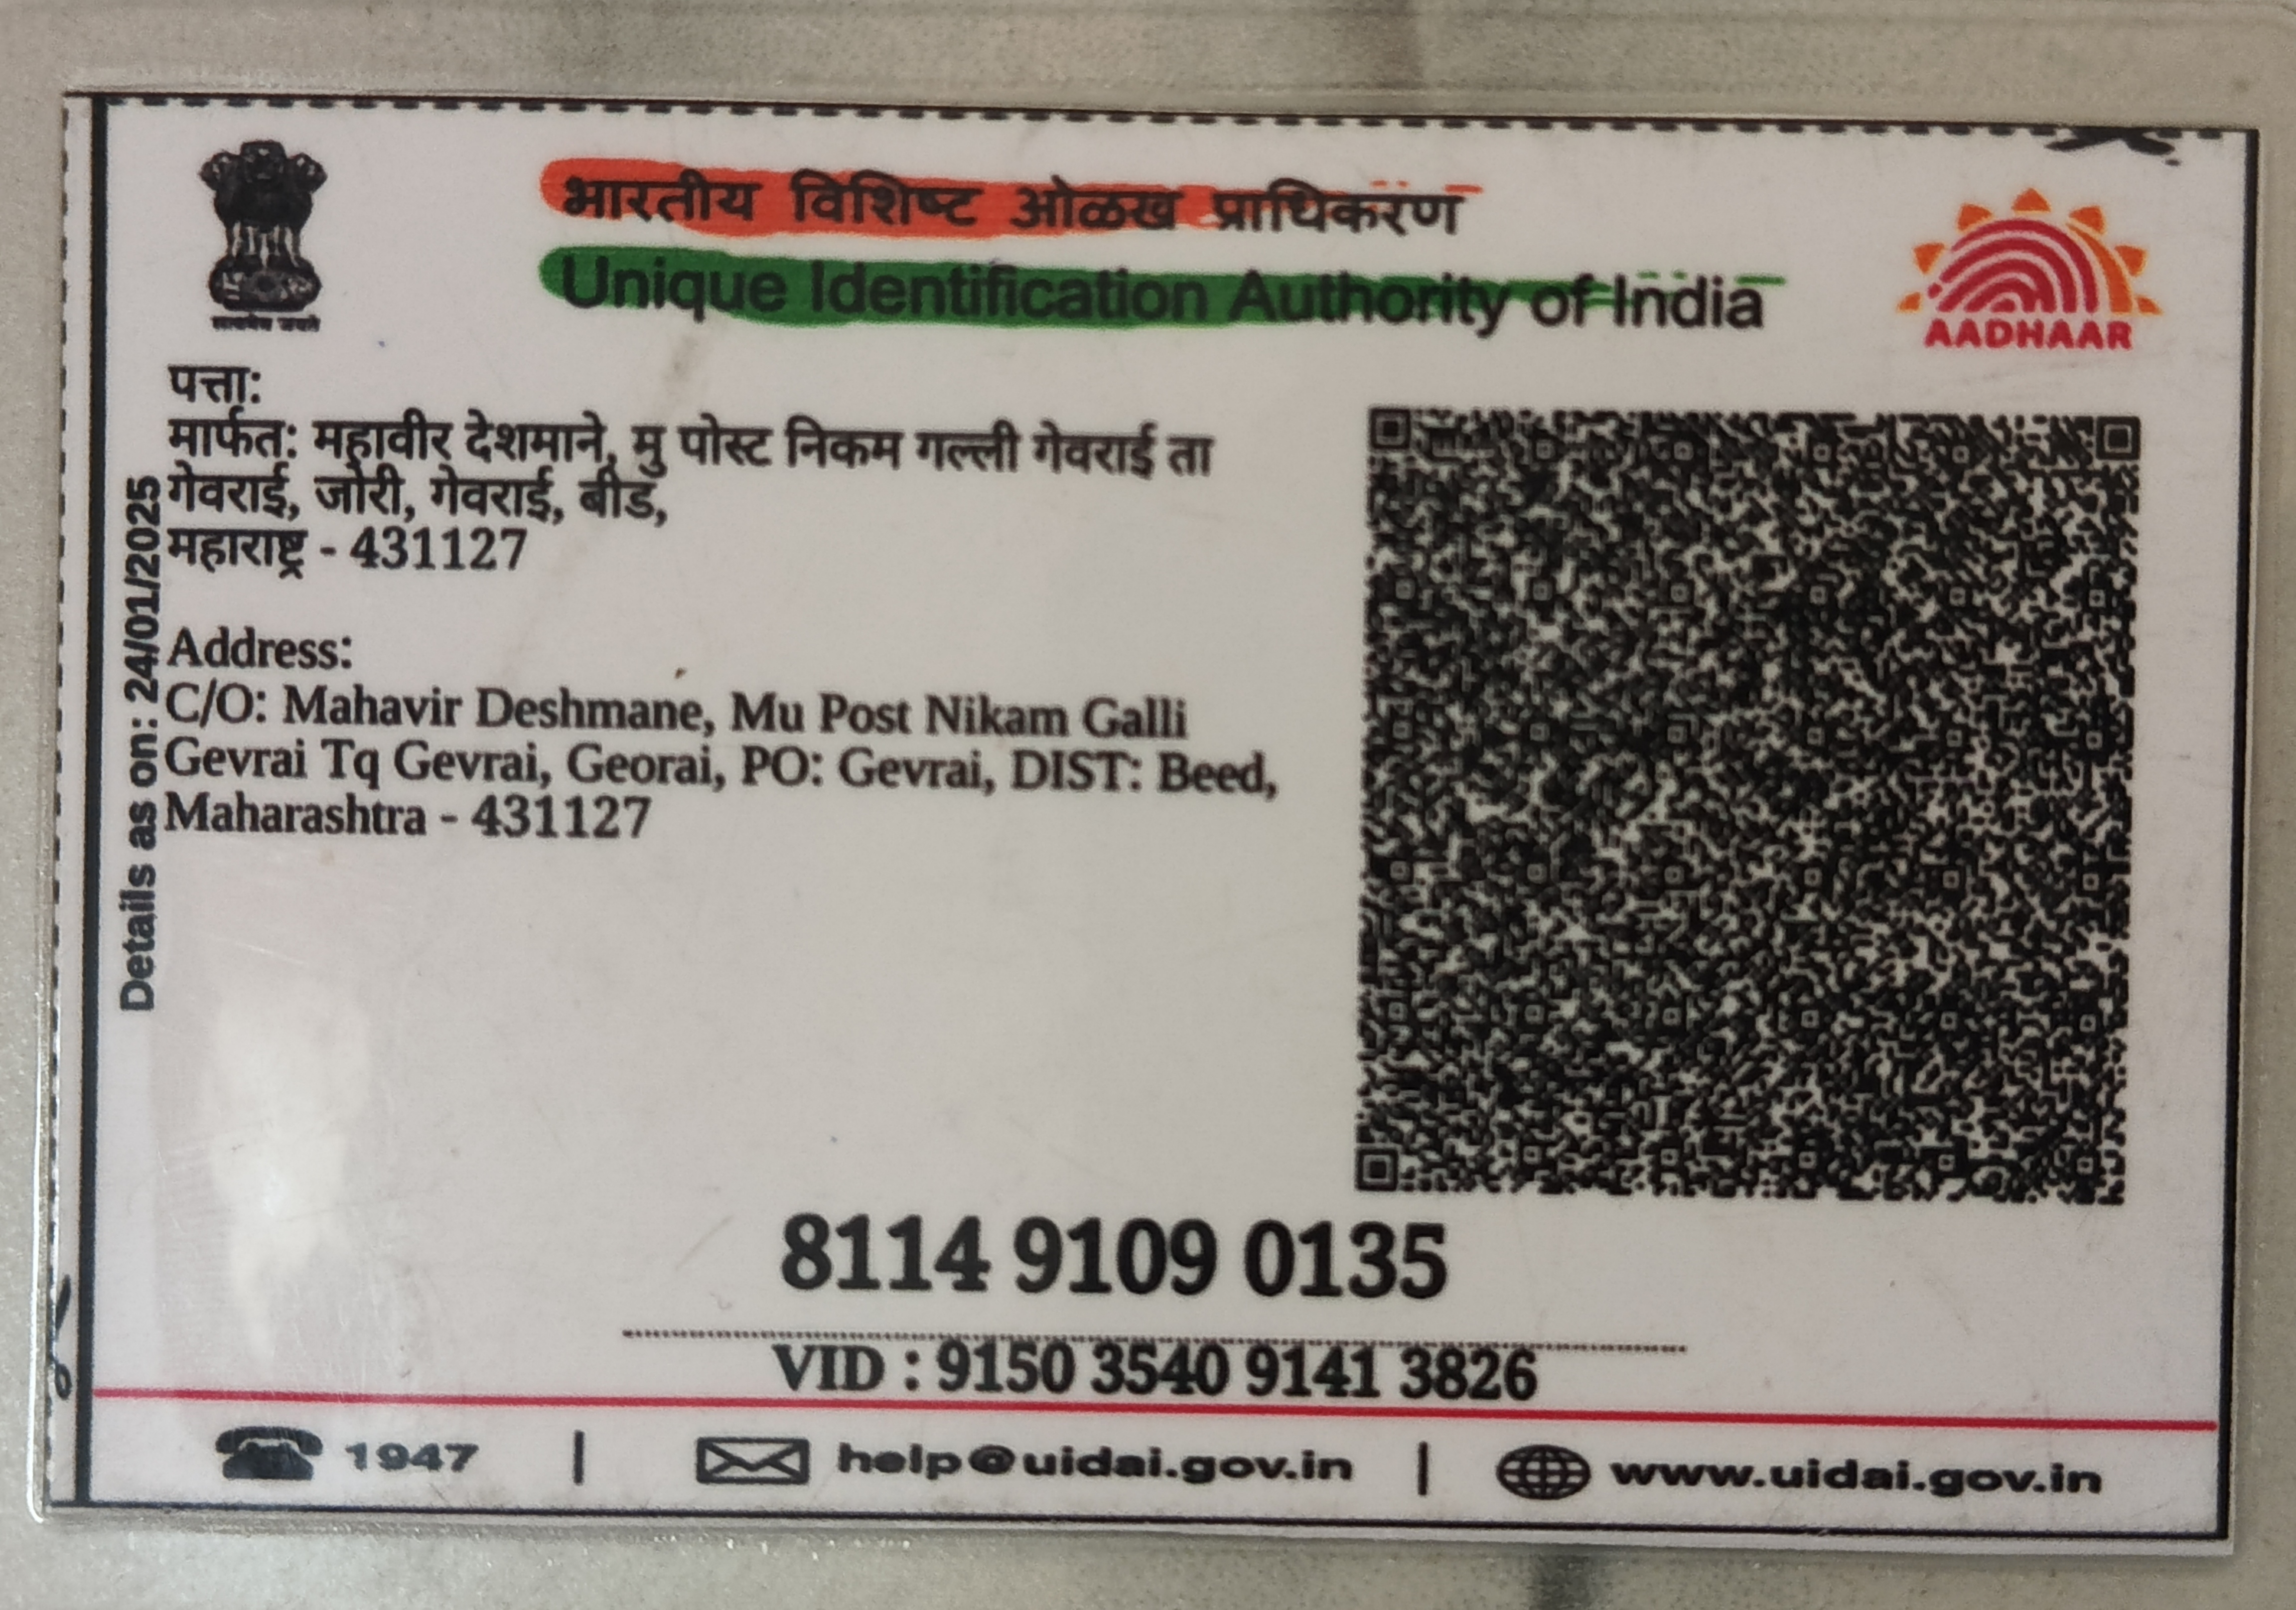 भारतीय विशिष्ट ओळख प्राधिकरण
Unique Identification Authority of India
सत्यमेव जयते
AADHAAR
पत्ता:
मार्फत: महावीर देशमाने, मु पोस्ट निकम गल्ली गेवराई ता
गेवराई, जोरी, गेवराई, बीड,
महाराष्ट्र - 431127
Details as on: 24/01/2025
Address:
C/O: Mahavir Deshmane, Mu Post Nikam Galli
Gevrai Tq Gevrai, Georai, PO: Gevrai, DIST: Beed,
Maharashtra - 431127
8114 9109 0135
VID : 9150 3540 9141 3826
1947 | help@uidai.gov.in | www.uidai.gov.in